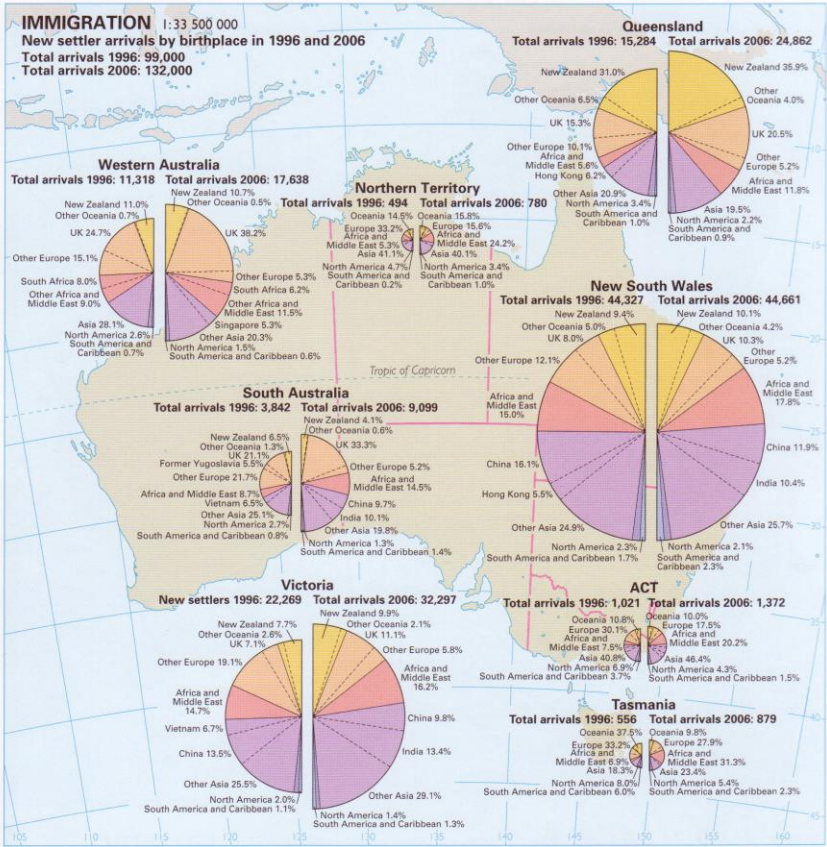 IMMIGRATION 1:33 500 000
New settler arrivals by birthplace in 1996 and 2006
Total arrivals 1996: 99,000
Total arrivals 2006: 132,000
Queensland
Total arrivals 1996: 15,284 Total arrivals 2006: 24,862
New Zealand 31.0%
Other Oceania 6.5%
UK 15.3%
Other Europe 10.1%
Africa and
Middle East 5.6%
Hong Kong 6.2%
Other Asia 20.9%
North America 3.4%
South America and
Caribbean 1.0%
New Zealand 35.9%
Other
Oceania 4.0%
UK 20.5%
Other
Europe 5.2%
Africa and
Middle East 11.8%
Asia 19.5%
North America 2.2%
South America and
Caribbean 0.9%
Western Australia
Total arrivals 1996: 11,318 Total arrivals 2006: 17,638
New Zealand 11.0%
Other Oceania 0.7%
UK 24.7%
Other Europe 15.1%
South Africa 8.0%
Other Africa and
Middle East 9.0%
Asia 28.1%
North America 2.6%
South America and
Caribbean 0.7%
New Zealand 10.7%
Other Oceania 0.5%
UK 38.2%
Other Europe 5.3%
South Africa 6.2%
Other Africa and
Middle East 11.5%
Singapore 5.3%
Other Asia 20.3%
North America 1.5%
South America and Caribbean 0.6%
Northern Territory
Total arrivals 1996: 494 Total arrivals 2006: 780
Oceania 14.5%
Europe 33.2%
Africa and
Middle East 5.3%
Asia 41.1%
North America 4.7%
South America and
Caribbean 0.2%
Oceania 15.8%
Europe 15.6%
Africa and
Middle East 24.2%
Asia 40.1%
North America 3.4%
South America and
Caribbean 1.0%
New South Wales
Total arrivals 1996: 44,327 Total arrivals 2006: 44,661
New Zealand 9.4%
Other Oceania 5.0%
UK 8.0%
Other Europe 12.1%
Africa and
Middle East
15.0%
China 16.1%
Hong Kong 5.5%
Other Asia 24.9%
North America 2.3%
South America and
Caribbean 1.7%
New Zealand 10.1%
Other Oceania 4.2%
UK 10.3%
Other
Europe 5.2%
Africa and
Middle East
17.8%
China 11.9%
India 10.4%
Other Asia 25.7%
North America 2.1%
South America and
Caribbean 2.3%
Tropic of Capricorn
South Australia
Total arrivals 1996: 3,842 Total arrivals 2006: 9,099
New Zealand 6.5%
Other Oceania 1.3%
UK 21.1%
Former Yugoslavia 5.5%
Other Europe 21.7%
Africa and Middle East 8.7%
Vietnam 6.5%
Other Asia 25.1%
North America 2.7%
South America and Caribbean 0.8%
New Zealand 4.1%
Other Oceania 0.6%
UK 33.3%
Other Europe 5.2%
Africa and
Middle East 14.5%
China 9.7%
India 10.1%
Other Asia 19.8%
North America 1.3%
South America and Caribbean 1.4%
Victoria
New settlers 1996: 22,269 Total arrivals 2006: 32,297
New Zealand 7.7%
Other Oceania 2.6%
UK 7.1%
Other Europe 19.1%
Africa and
Middle East
14.7%
Vietnam 6.7%
China 13.5%
Other Asia 25.5%
North America 2.0%
South America and
Caribbean 1.1%
New Zealand 9.9%
Other Oceania 2.1%
UK 11.1%
Other Europe 5.8%
Africa and
Middle East
16.2%
China 9.8%
India 13.4%
Other Asia 29.1%
North America 1.4%
South America and Caribbean 1.3%
ACT
Total arrivals 1996: 1,021 Total arrivals 2006: 1,372
Oceania 10.8%
Europe 30.1%
Africa and
Middle East 7.5%
Asia 40.8%
North America 6.9%
South America and Caribbean 3.7%
Oceania 10.0%
Europe 17.5%
Africa and
Middle East 20.2%
Asia 46.4%
North America 4.3%
South America and Caribbean 1.5%
Tasmania
Total arrivals 1996: 556 Total arrivals 2006: 879
Oceania 37.5%
Europe 33.2%
Africa and
Middle East 6.9%
Asia 18.3%
North America 8.0%
South America and Caribbean 6.0%
Oceania 9.8%
Europe 27.9%
Africa and
Middle East 31.3%
Asia 23.4%
North America 5.4%
South America and Caribbean 2.3%
105 110 115 120 125 130 140 145 150 155 160